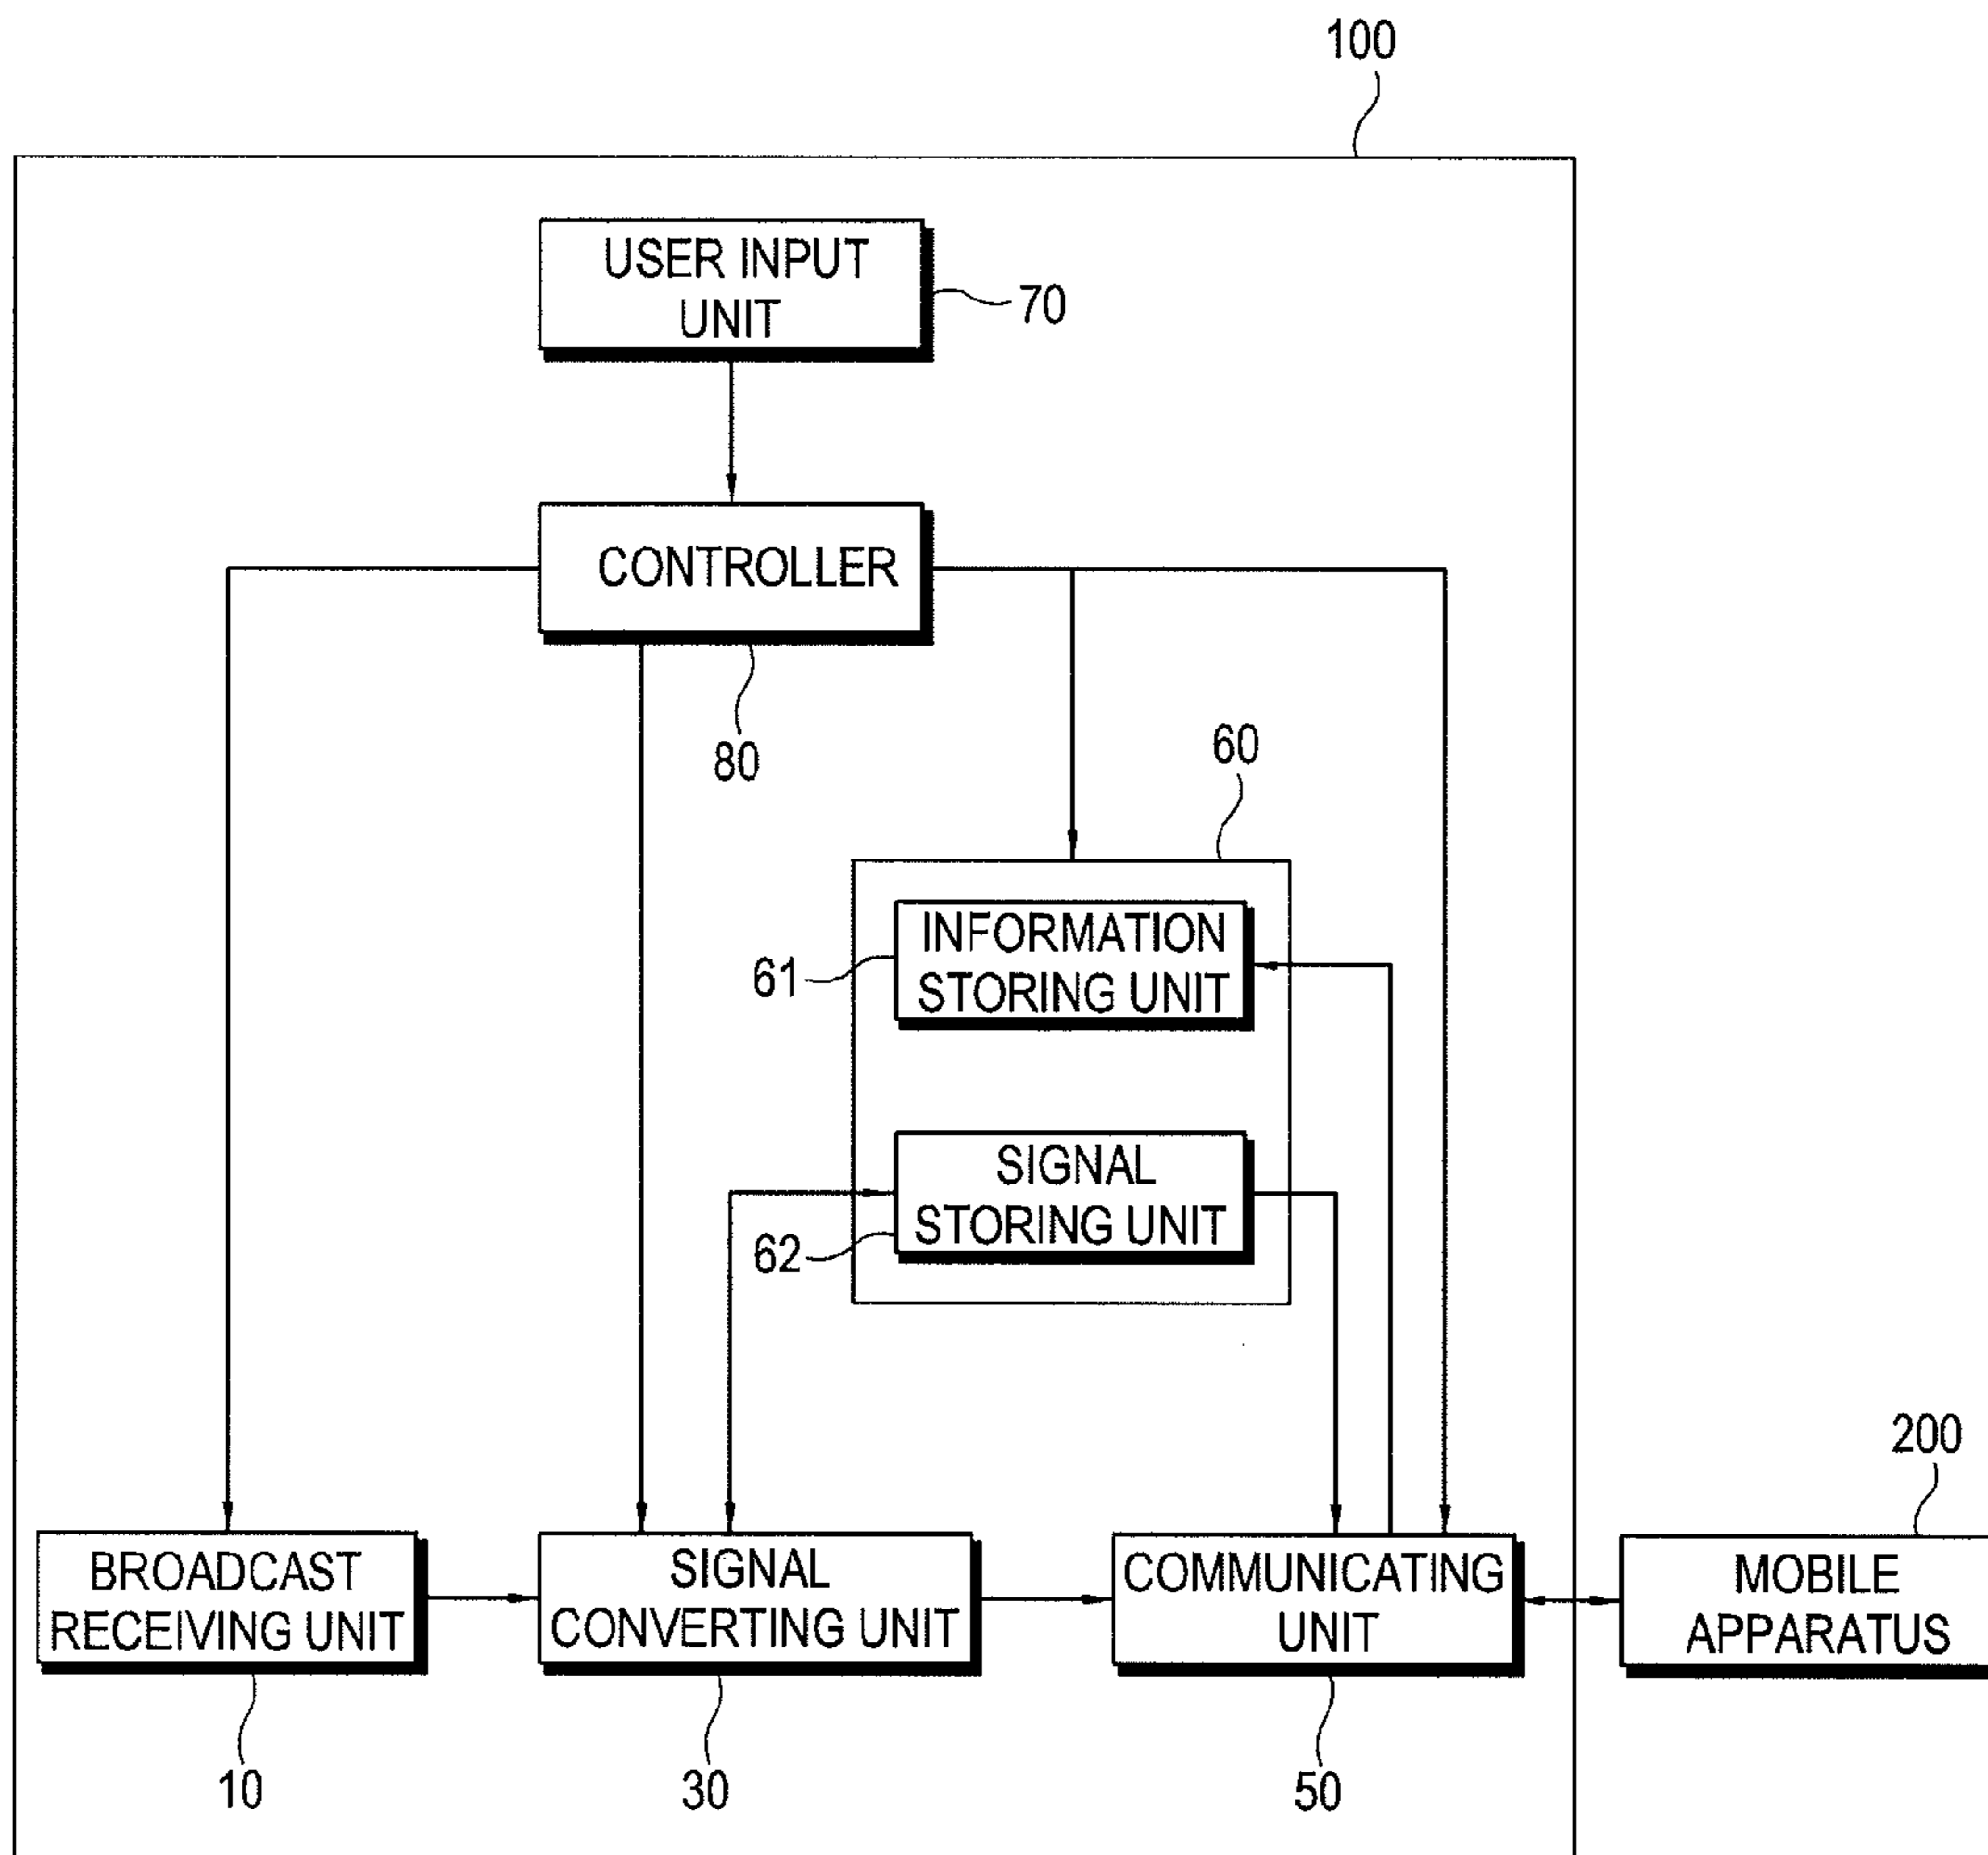 100
USER INPUT
UNIT
70
CONTROLLER
80
60
INFORMATION
STORING UNIT
61
SIGNAL
STORING UNIT
62
200
BROADCAST
RECEIVING UNIT
SIGNAL
CONVERTING UNIT
COMMUNICATING
UNIT
MOBILE
APPARATUS
10
30
50